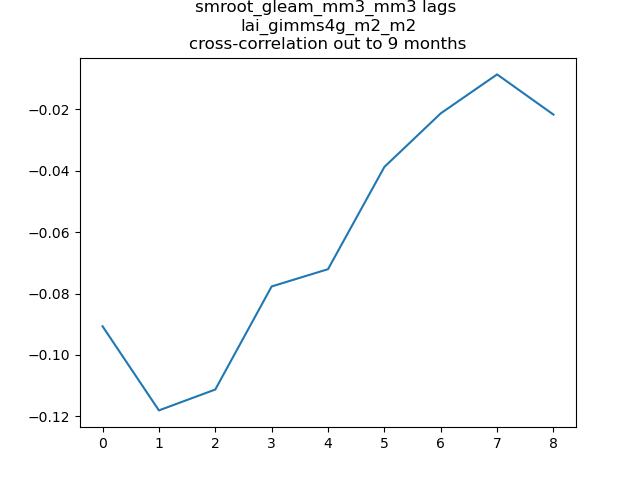 smroot_gleam_mm3_mm3 lags
lai_gimms4g_m2_m2
cross-correlation out to 9 months
−0.02
−0.04
−0.06
−0.08
−0.10
−0.12
0 1 2 3 4 5 6 7 8